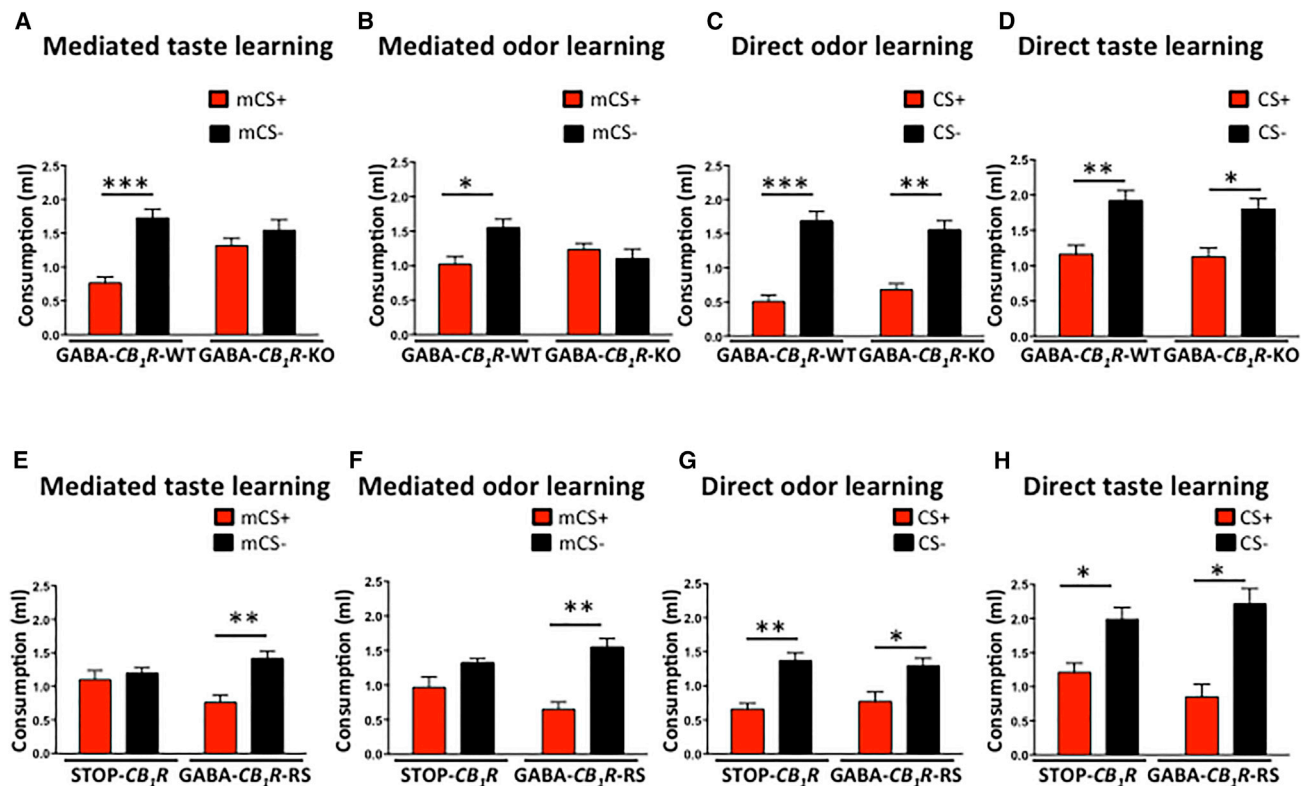 A
Mediated taste learning
mCS+
mCS-
Consumption (ml)
2.5
2.0
1.5
1.0
0.5
0.0
***
GABA-CB1R-WT GABA-CB1R-KO
B
Mediated odor learning
mCS+
mCS-
Consumption (ml)
2.5
2.0
1.5
1.0
0.5
0.0
*
GABA-CB1R-WT GABA-CB1R-KO
C
Direct odor learning
CS+
CS-
Consumption (ml)
2.5
2.0
1.5
1.0
0.5
0.0
*** **
GABA-CB1R-WT GABA-CB1R-KO
D
Direct taste learning
CS+
CS-
Consumption (ml)
2.5
2.0
1.5
1.0
0.5
0.0
** *
GABA-CB1R-WT GABA-CB1R-KO
E
Mediated taste learning
mCS+
mCS-
Consumption (ml)
2.5
2.0
1.5
1.0
0.5
0.0
**
STOP-CB1R GABA-CB1R-RS
F
Mediated odor learning
mCS+
mCS-
Consumption (ml)
2.5
2.0
1.5
1.0
0.5
0.0
**
STOP-CB1R GABA-CB1R-RS
G
Direct odor learning
CS+
CS-
Consumption (ml)
2.5
2.0
1.5
1.0
0.5
0.0
** *
STOP-CB1R GABA-CB1R-RS
H
Direct taste learning
CS+
CS-
Consumption (ml)
2.5
2.0
1.5
1.0
0.5
0.0
* *
STOP-CB1R GABA-CB1R-RS